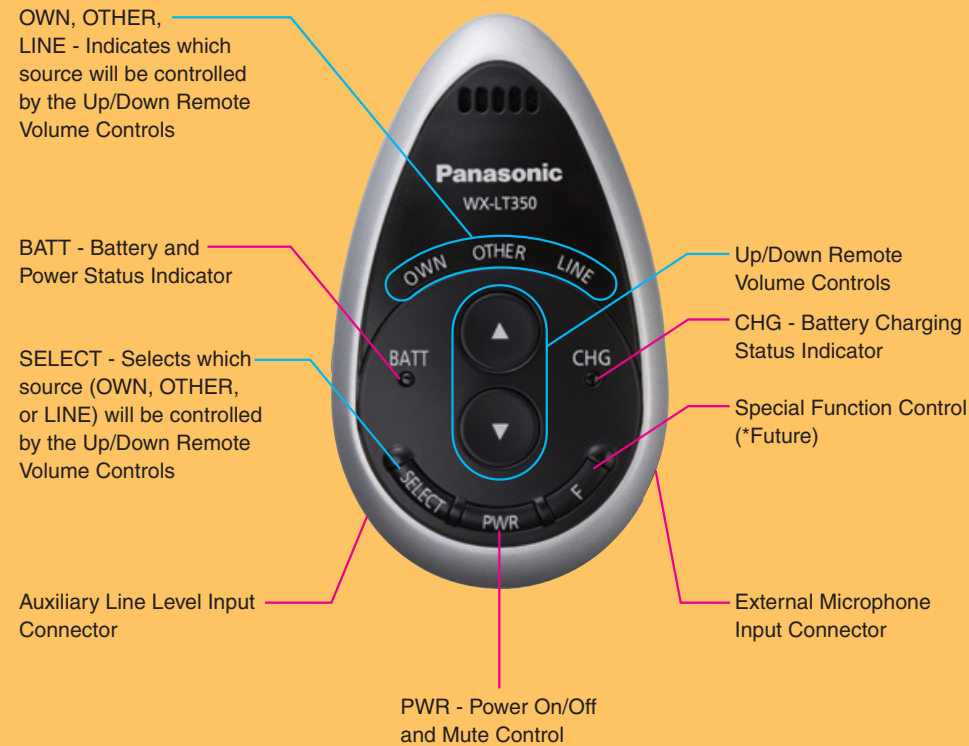 OWN, OTHER,
LINE - Indicates which
source will be controlled
by the Up/Down Remote
Volume Controls
Panasonic
WX-LT350
OWN OTHER LINE
BATT - Battery and
Power Status Indicator
Up/Down Remote
Volume Controls
CHG - Battery Charging
Status Indicator
BATT
CHG
SELECT - Selects which
source (OWN, OTHER,
or LINE) will be controlled
by the Up/Down Remote
Volume Controls
Special Function Control
(*Future)
SELECT
PWR
F
Auxiliary Line Level Input
Connector
External Microphone
Input Connector
PWR - Power On/Off
and Mute Control